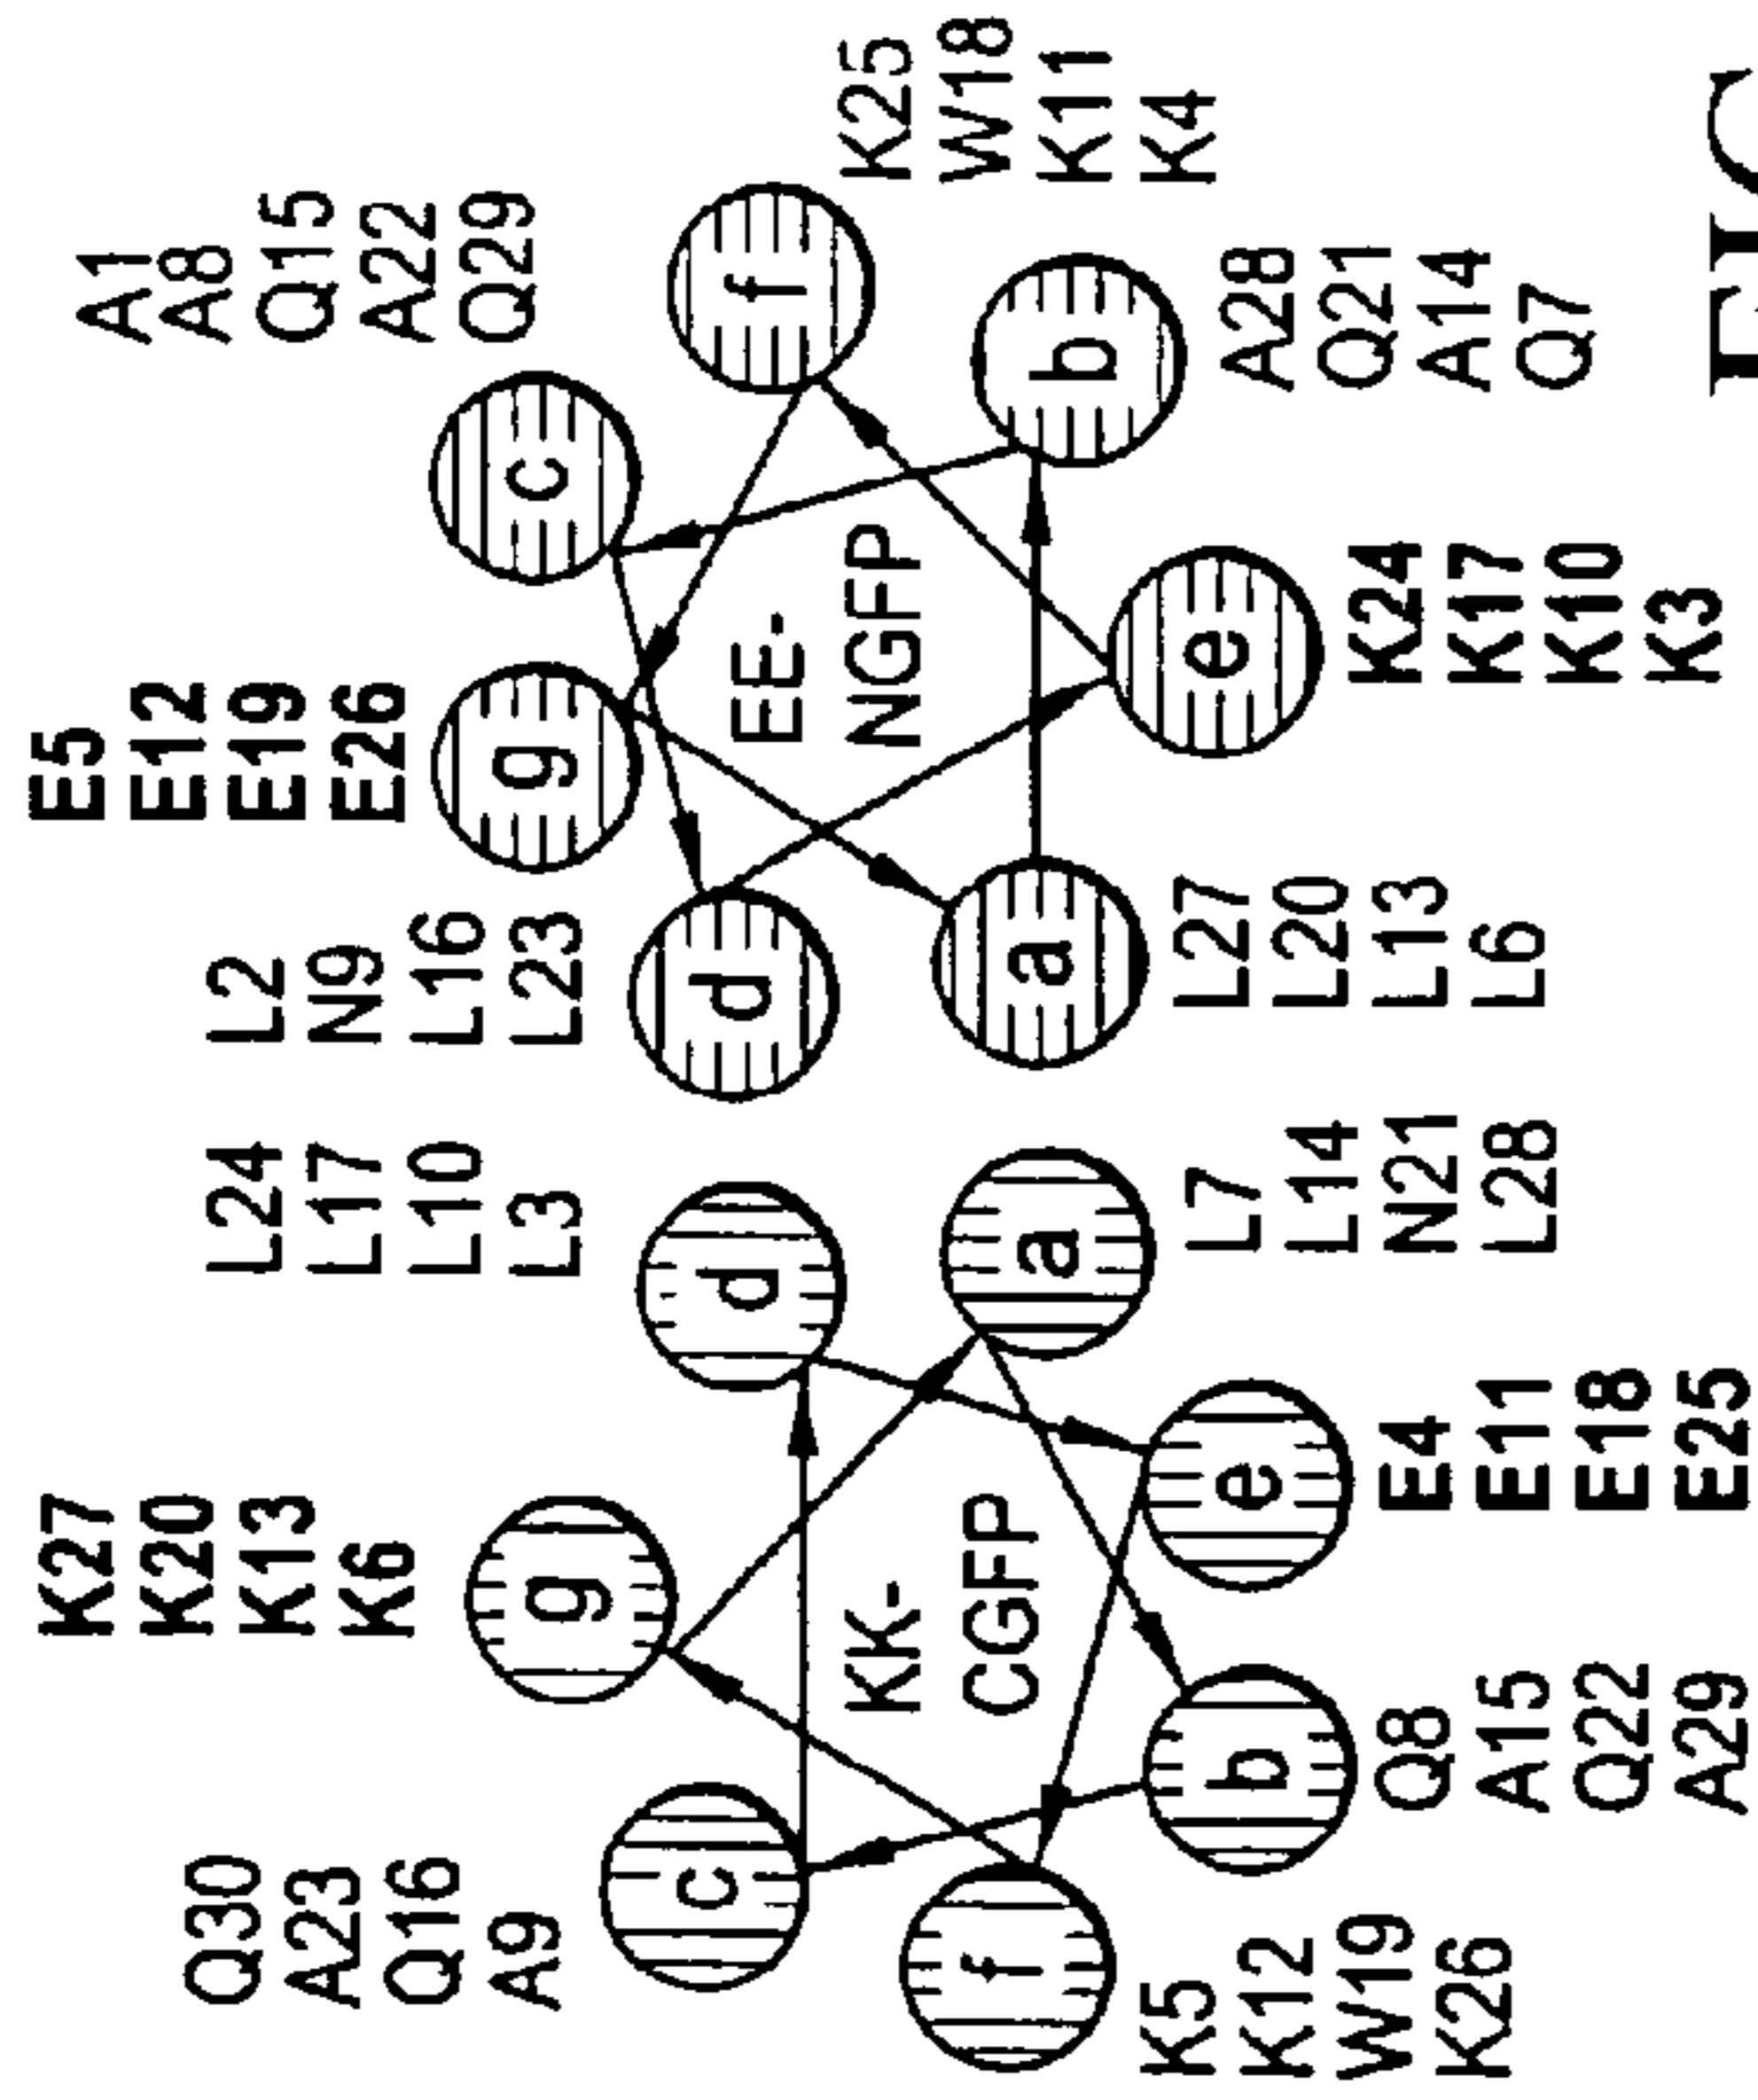 K27
K20
K13
K6
g
Q30
A23
Q16
A9
c
L24
L17
L10
L3
d
KK-
CGFP
f
K5
K12
W19
K26
b
Q8
A15
Q22
A29
e
E4
E11
E18
E25
a
L7
L14
N21
L28
E5
E12
E19
E26
g
A1
A8
Q15
A22
Q29
c
L2
N9
L16
L23
d
EE-
NGFP
f
K25
W18
K11
K4
a
L27
L20
L13
L6
e
K24
K17
K10
K3
b
A28
Q21
A14
Q7